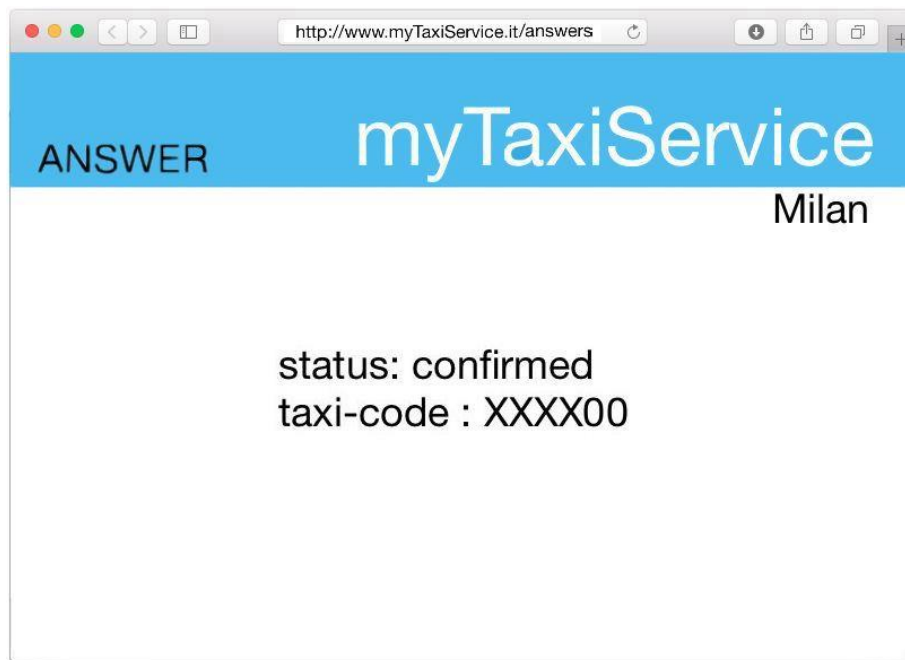 http://www.myTaxiService.it/answers
myTaxiService
ANSWER
Milan
status: confirmed
taxi-code : XXXX00